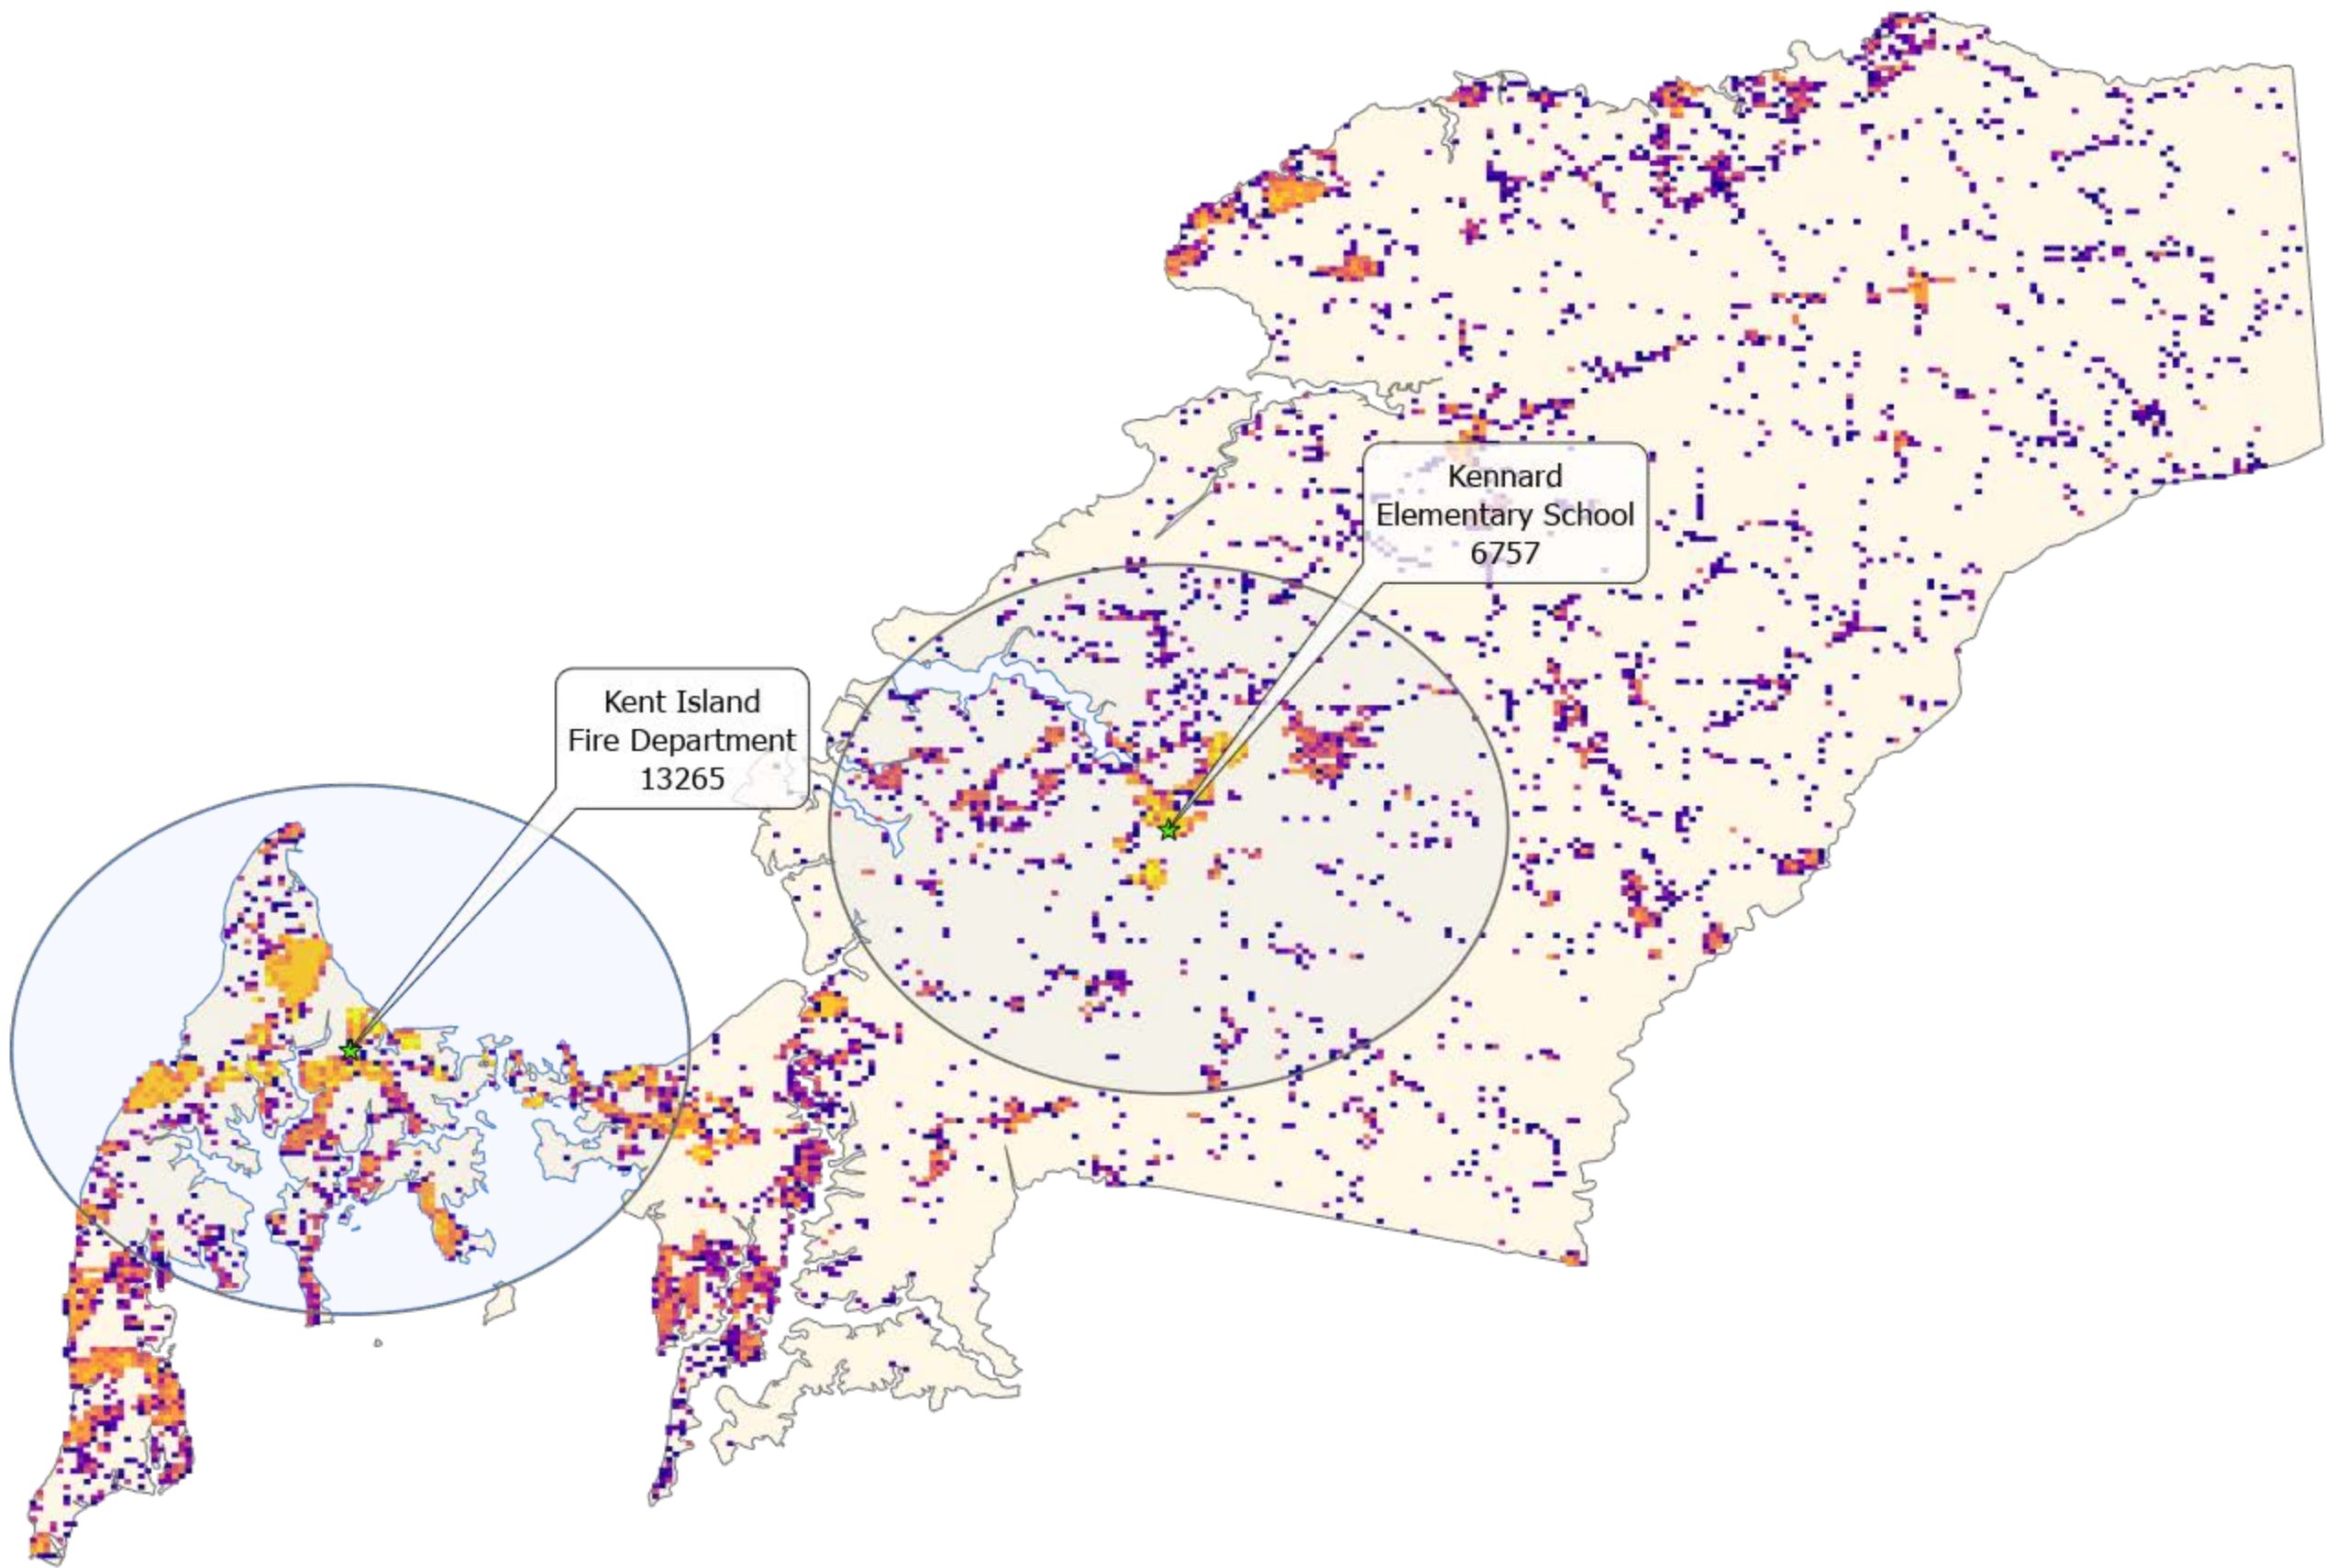 Kennard
Elementary School
6757
Kent Island
Fire Department
13265